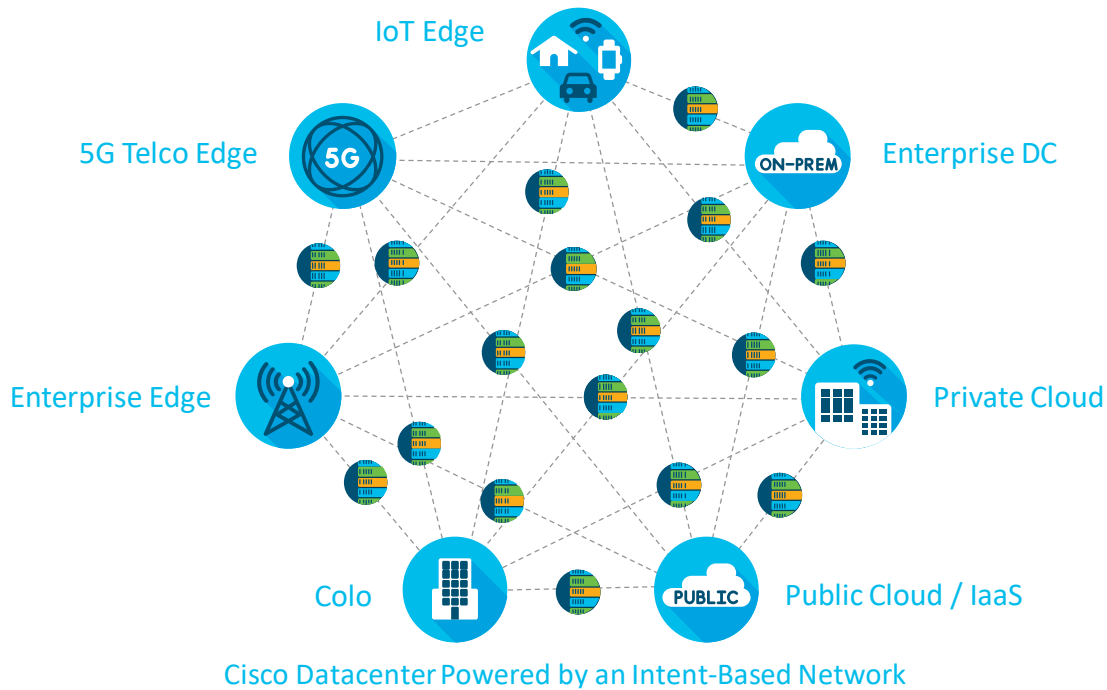 IoT Edge
5G Telco Edge
5G
ON-PREM
Enterprise DC
Enterprise Edge
Private Cloud
Colo
PUBLIC
Public Cloud / IaaS
Cisco Datacenter Powered by an Intent-Based Network